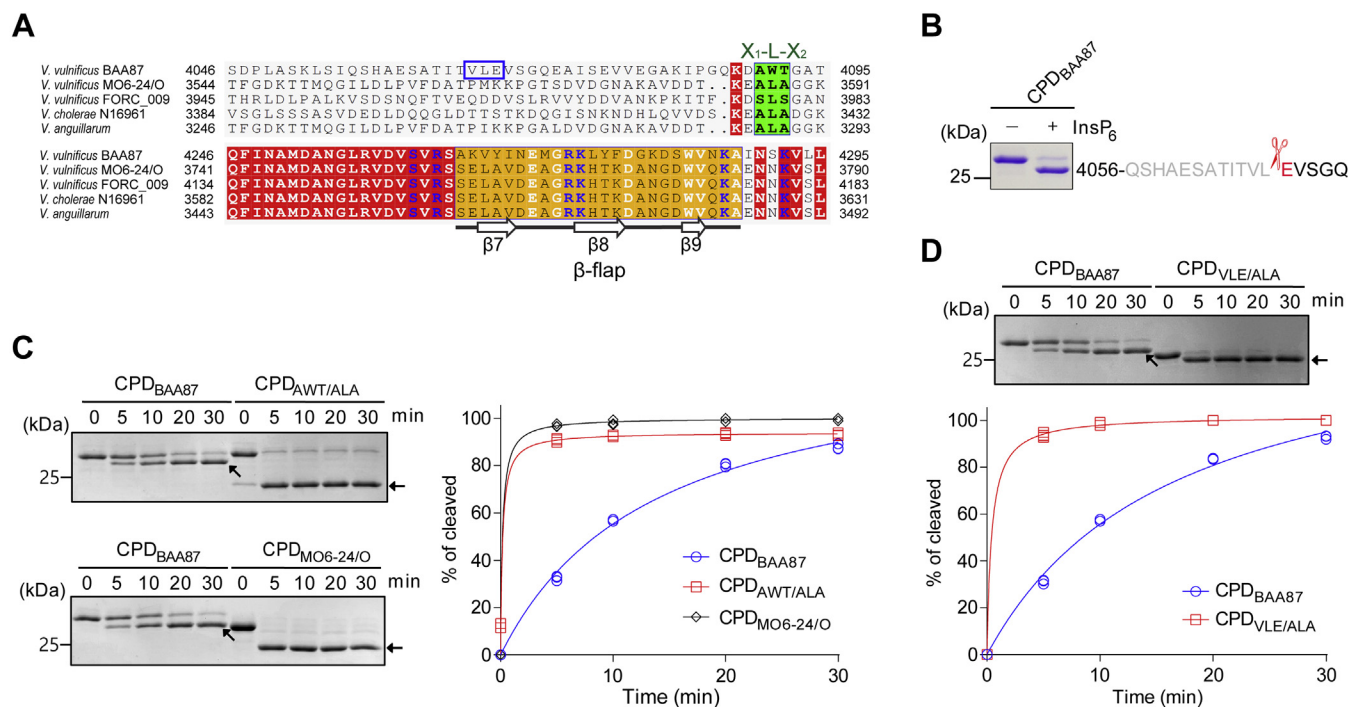 A
X1-L-X2
V. vulnificus BAA87 4046 SDPLASKLSIQSHAESATITVLEVSGQEAISEVVEGAKIPGQKDAWTGAT 4095
V. vulnificus MO6-24/O 3544 TFGDKTTMQGILDLPVFDATPMKKPGTSDVDGNAKAVDDT..KEALAGGK 3591
V. vulnificus FORC_009 3945 THRLDLPALKVSDSNQFTVEQDDVSLRVVYDDANKPKITF..KDSLSANS 3983
V. cholerae N16961 3384 VSGLSSSASVEDLDQQGLDTTSTKDQTGISNKNDHLQVVDS.KEALADGK 3432
V. anguillarum 3246 TFGDKTTMQGILDLPVFDATPIKKPGALDVDGNAKAVDDT..KEALAGGK 3293
V. vulnificus BAA87 4246 QFINAMDANGLRVDVSVRSAKVYINEMGRKLYFDGKDSWVNKAINSKVLL 4295
V. vulnificus MO6-24/O 3741 QFINAMDANGLRVDVSVRSSELAVDEAGRKHTKDANGDWVQKAENNKVSL 3790
V. vulnificus FORC_009 4134 QFINAMDANGLRVDVSVRSSELAVDEAGRKHTKDANGDWVQKAENNKVSL 4183
V. cholerae N16961 3582 QFINAMDANGLRVDVSVRSSELAVDEAGRKHTKDANGDWVQKAENNKVSL 3631
V. anguillarum 3443 QFINAMDANGLRVDVSVRSSELAVDEAGRKHTKDANGDWVQKAENNKVSL 3492
β7 β8 β9
β-flap
B
CPDBAA87
(kDa) − + InsP6
25
4056-QSHAESATITVL EVSGQ
C
CPDBAA87 CPDAWT/ALA
0 5 10 20 30 0 5 10 20 30 min
(kDa)
25
CPDBAA87 CPDMO6-24/O
0 5 10 20 30 0 5 10 20 30 min
(kDa)
25
% of cleaved
100
80
60
40
20
0
0 10 20 30
Time (min)
CPDBAA87
CPDAWT/ALA
CPDMO6-24/O
D
CPDBAA87 CPDVLE/ALA
0 5 10 20 30 0 5 10 20 30 min
(kDa)
25
% of cleaved
100
80
60
40
20
0
0 10 20 30
Time (min)
CPDBAA87
CPDVLE/ALA